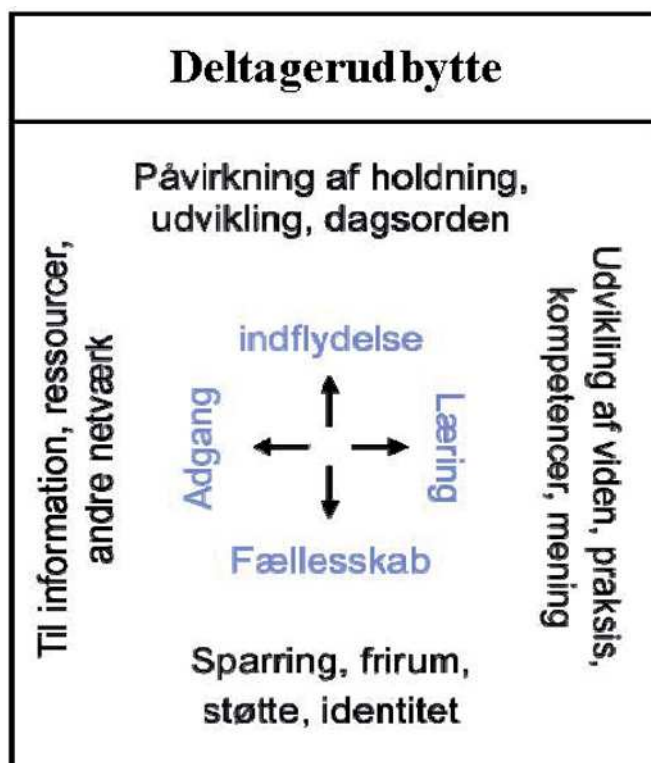 Deltagerudbytte
Påvirkning af holdning,
udvikling, dagsorden
Til information, ressourcer,
andre netværk
indflydelse
Adgang
Læring
Fællesskab
Udvikling af viden, praksis,
kompetencer, mening
Sparring, frirum,
støtte, identitet